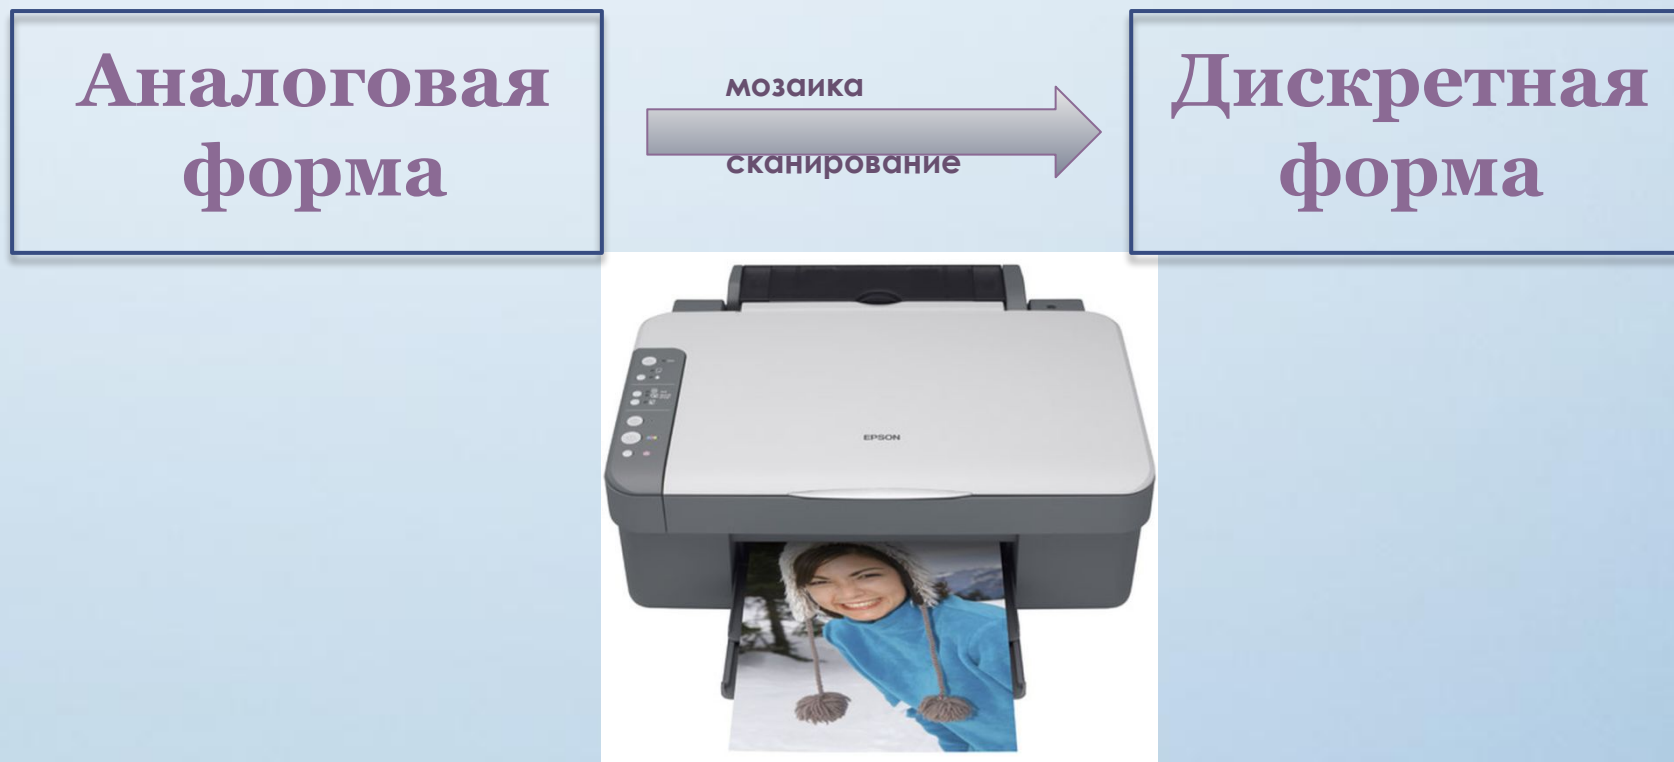 Аналоговая
форма
мозаика
сканирование
Дискретная
форма
EPSON